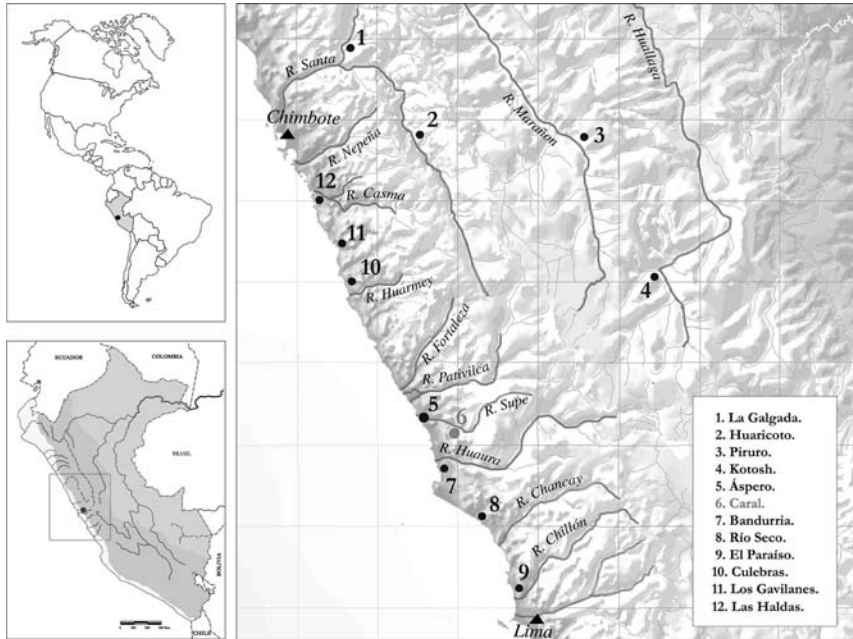 ECUADOR
COLOMBIA
BRASIL
BOLIVIA
CHILE
1
R. Santa
Chimbote
2
R. Nepeña
R. Marañon
R. Huallaga
3
12
R. Casma
11
10
R. Huarmey
4
R. Fortaleza
R. Pativilca
5
6
R. Supe
R. Huaura
7
8
R. Chancay
R. Chillón
9
Lima
1. La Galgada.
2. Huaricoto.
3. Piruro.
4. Kotosh.
5. Áspero.
6. Caral.
7. Bandurria.
8. Río Seco.
9. El Paraíso.
10. Culebras.
11. Los Gavilanes.
12. Las Haldas.